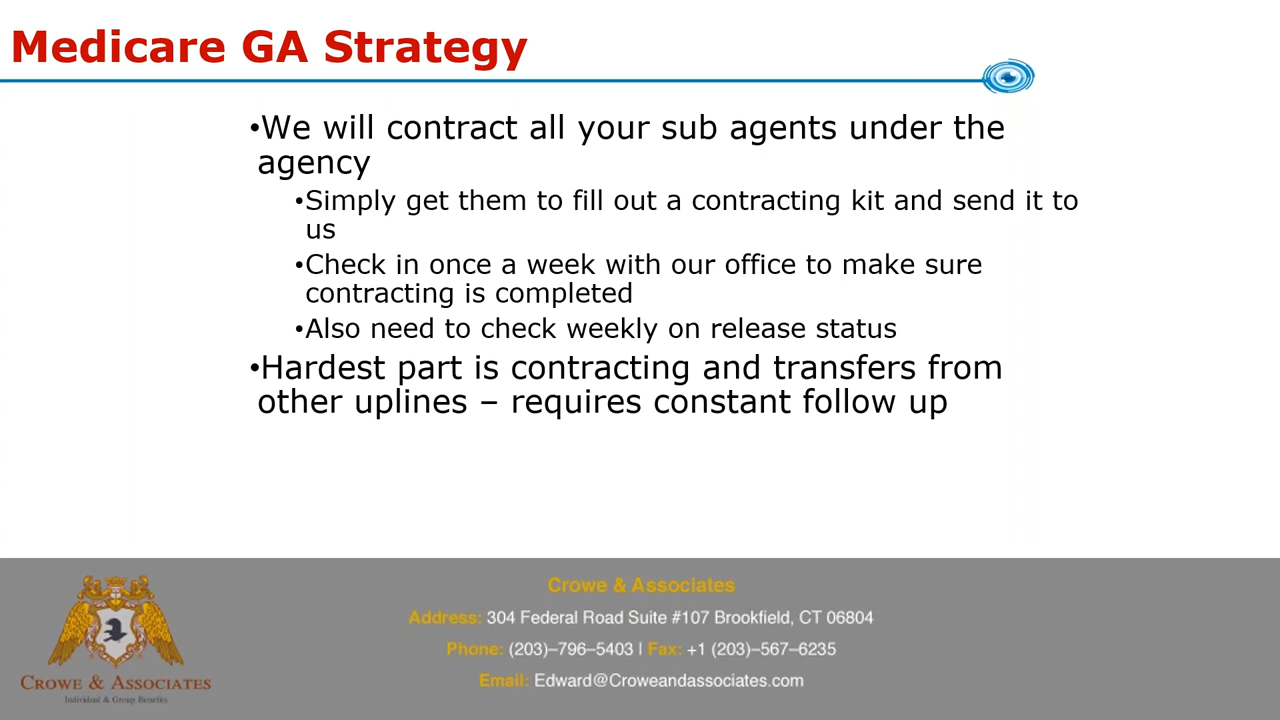 Medicare GA Strategy
•We will contract all your sub agents under the
agency
•Simply get them to fill out a contracting kit and send it to
us
•Check in once a week with our office to make sure
contracting is completed
•Also need to check weekly on release status
•Hardest part is contracting and transfers from
other uplines – requires constant follow up
Crowe & Associates
Address: 304 Federal Road Suite #107 Brookfield, CT 06804
Phone: (203)–796–5403 | Fax: +1 (203)–567–6235
Email: Edward@Croweandassociates.com
Crowe & Associates
Individual & Group Benefits